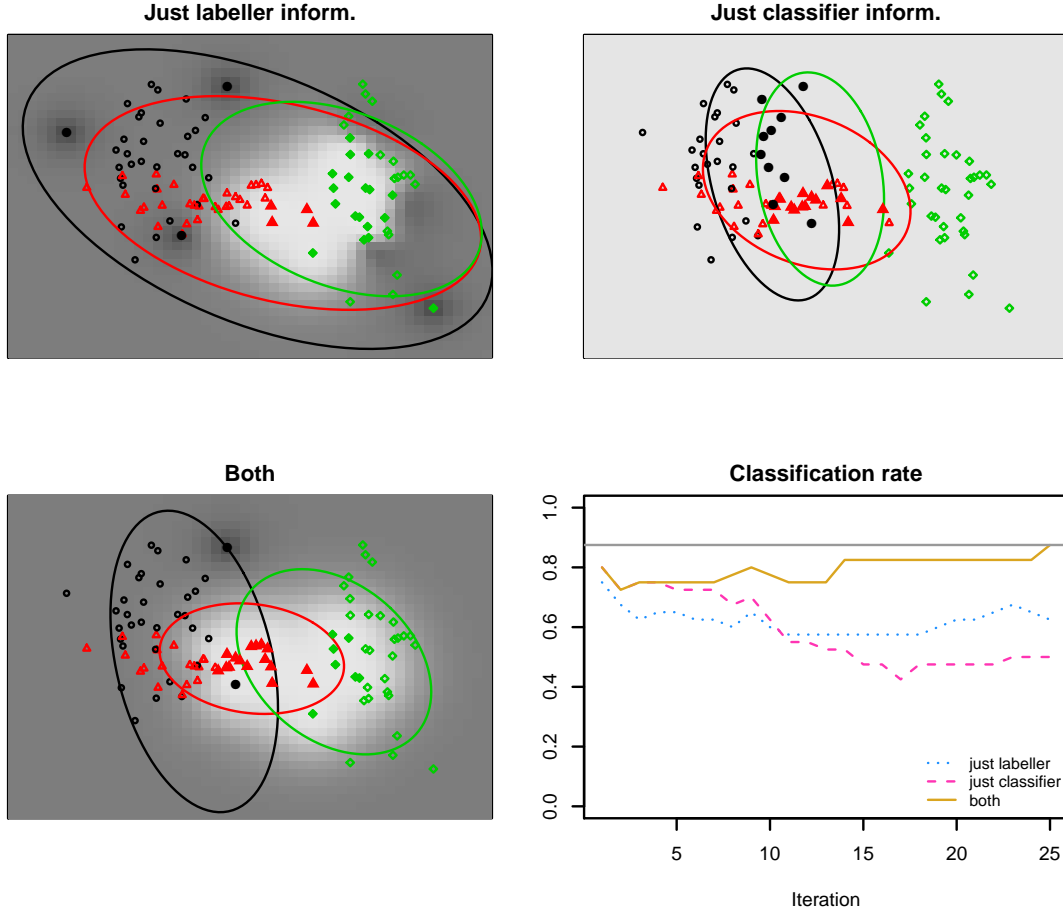 Just labeller inform.
Just classifier inform.
Both
Classification rate
1.0
0.8
0.6
0.4
0.2
0.0
just labeller
just classifier
both
5
10
15
20
25
Iteration